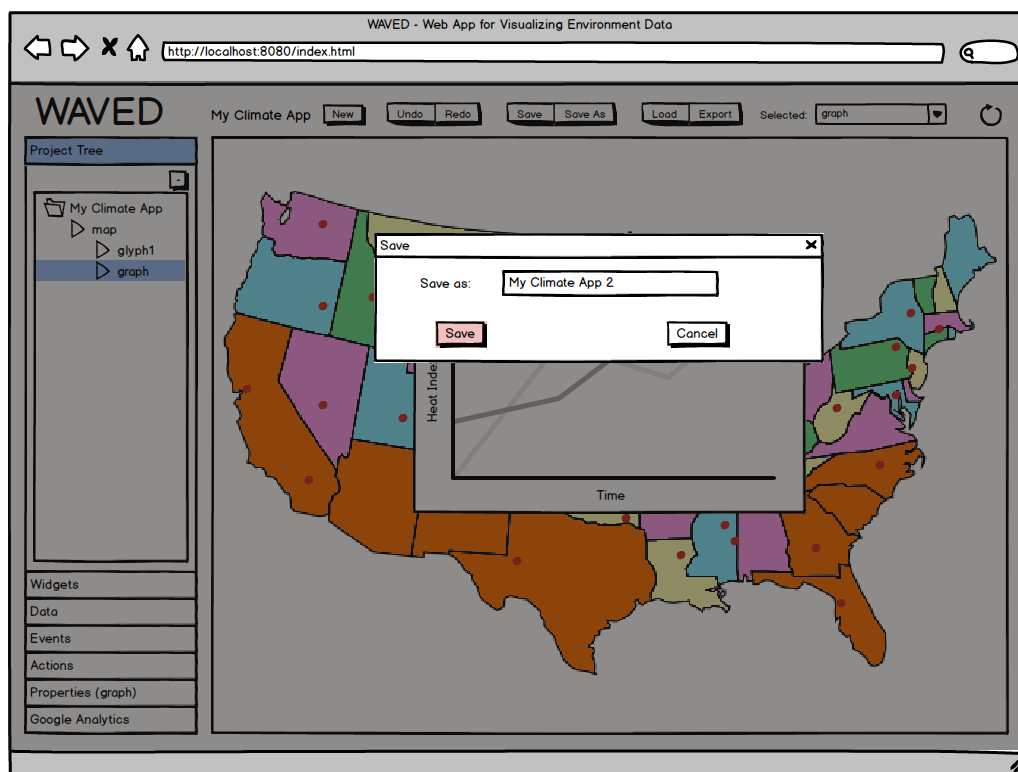 WAVED - Web App for Visualizing Environment Data
http://localhost:8080/index.html
WAVED
My Climate App New Undo Redo Save Save As Load Export Selected: graph
Project Tree
-
My Climate App
map
glyph1
graph
Widgets
Data
Events
Actions
Properties (graph)
Google Analytics
Save
Save as: My Climate App 2
Save Cancel
Heat Index
Time